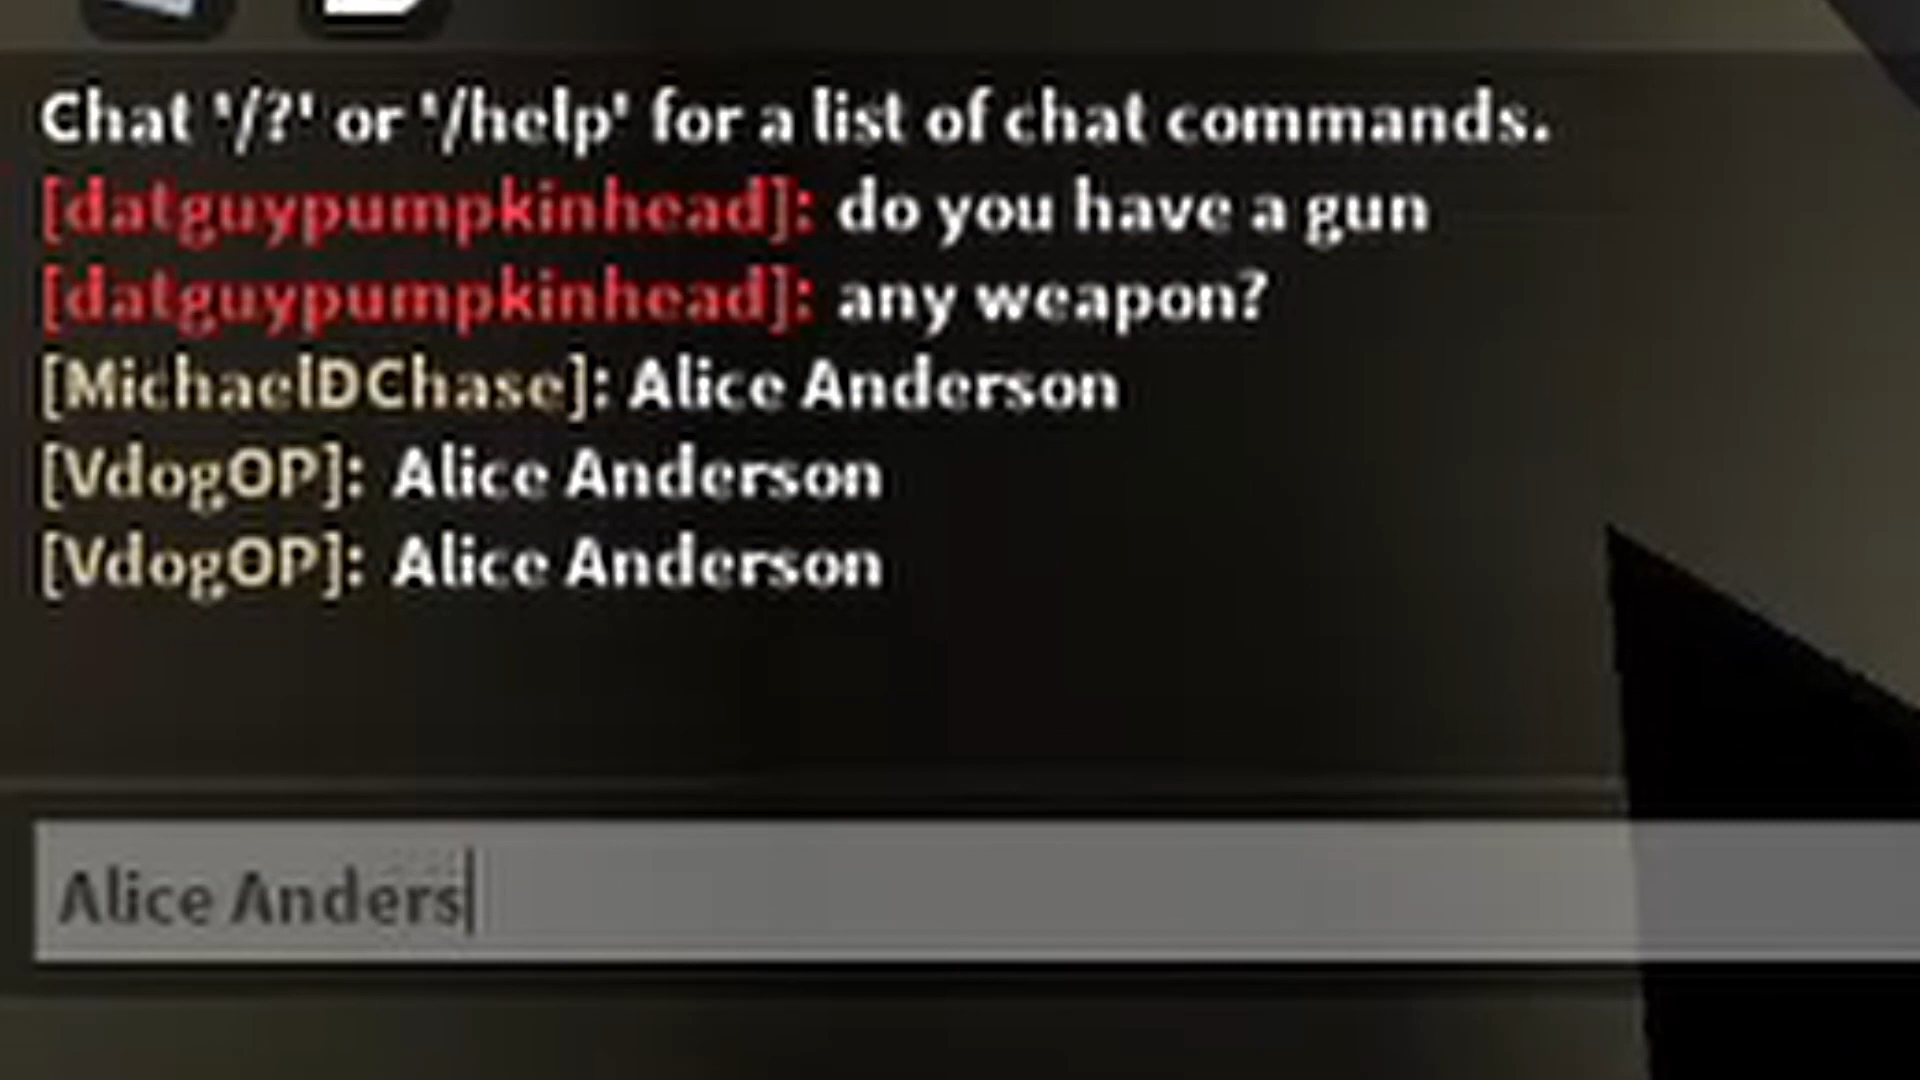 Chat '/?' or '/help' for a list of chat commands.
[datguypumpkinhead]: do you have a gun
[datguypumpkinhead]: any weapon?
[MichaelDChase]: Alice Anderson
[VdogOP]: Alice Anderson
[VdogOP]: Alice Anderson
Alice Anders